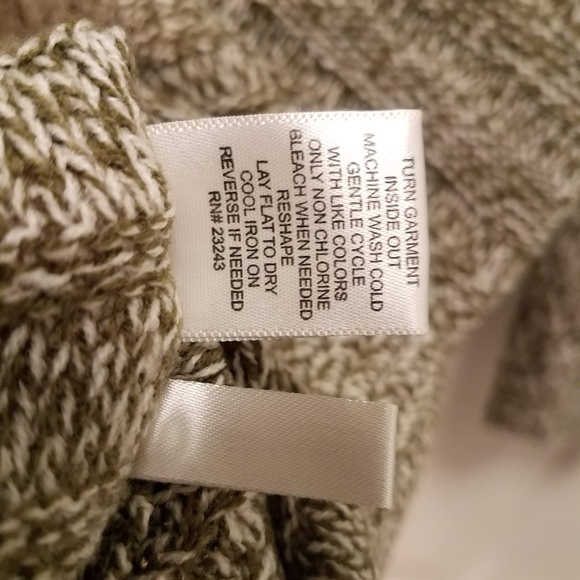 TURN GARMENT
INSIDE OUT
MACHINE WASH COLD
GENTLE CYCLE
WITH LIKE COLORS
ONLY NON CHLORINE
BLEACH WHEN NEEDED
RESHAPE
LAY FLAT TO DRY
COOL IRON ON
REVERSE IF NEEDED
RN# 23243